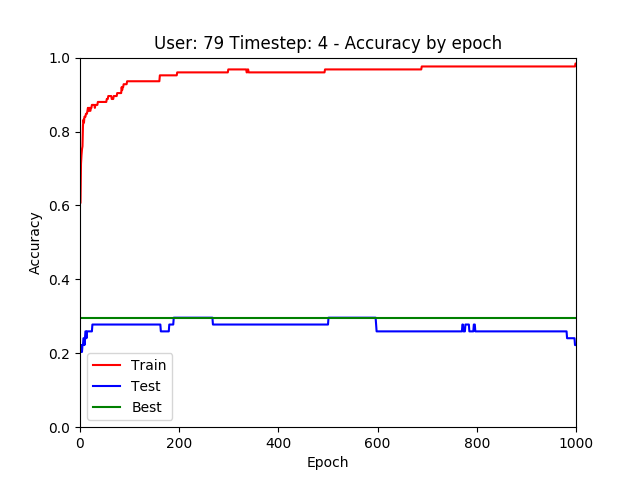 User: 79 Timestep: 4 - Accuracy by epoch
1.0
0.8
0.6
0.4
0.2
0.0
Accuracy
Train
Test
Best
0 200 400 600 800 1000
Epoch